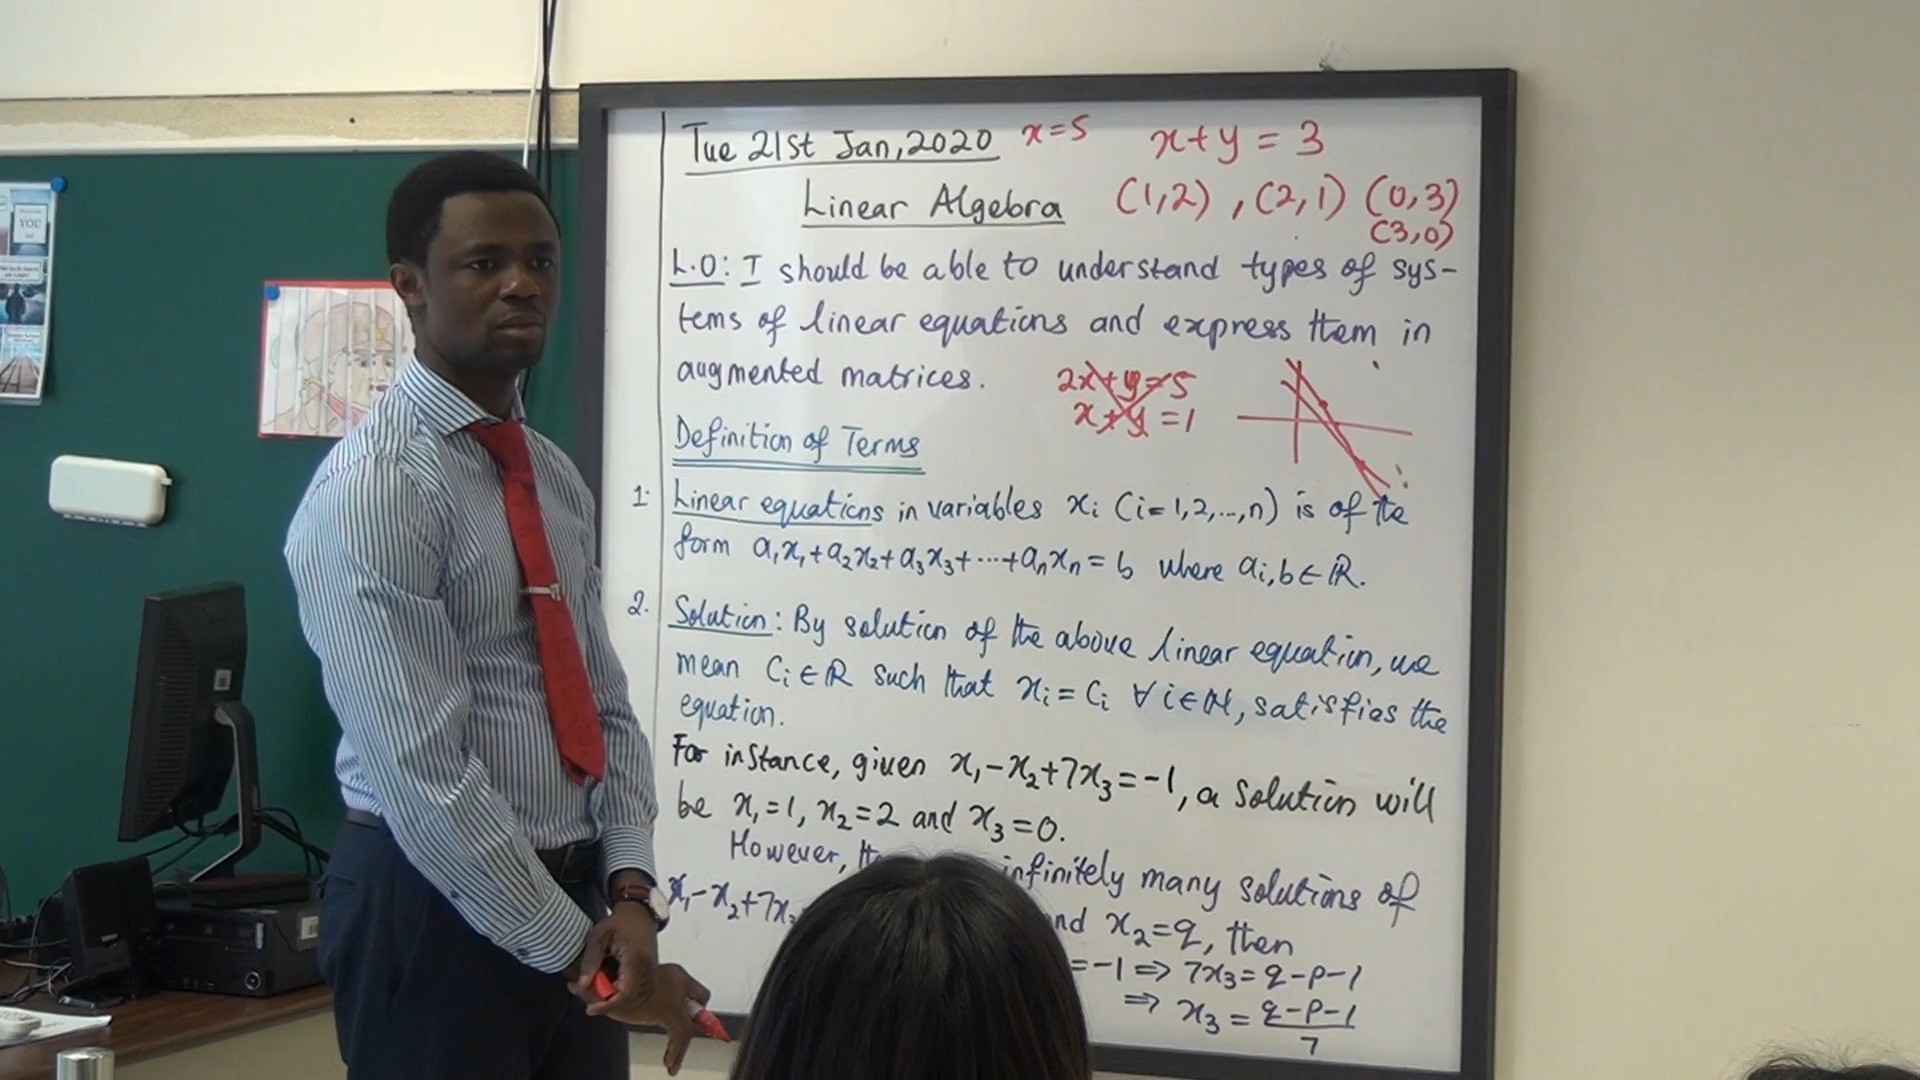 Tue 21st Jan, 2020 x=5 x+y = 3
Linear Algebra (1,2) , (2,1) (0,3)
(3,0)
L.O: I should be able to understand types of sys-
tems of linear equations and express them in
augmented matrices.
2x+y=5
x+y=1
Definition of Terms
1. Linear equations in variables xᵢ (i=1,2,...,n) is of the
form a₁x₁+a₂x₂+a₃x₃+···+aₙxₙ= b where aᵢ,b∈ℝ.
2. Solution: By solution of the above linear equation, we
mean Cᵢ∈ℝ such that xᵢ=Cᵢ ∀i∈ℕ, satisfies the
equation.
For instance, given x₁-x₂+7x₃=-1, a solution will
be x₁=1, x₂=2 and x₃=0.
However, infinitely many solutions of
x₁-x₂+7x₃ and x₂=q, then
=-1 ⇒ 7x₃=q-p-1
⇒ x₃ = q-p-1
7
YOU